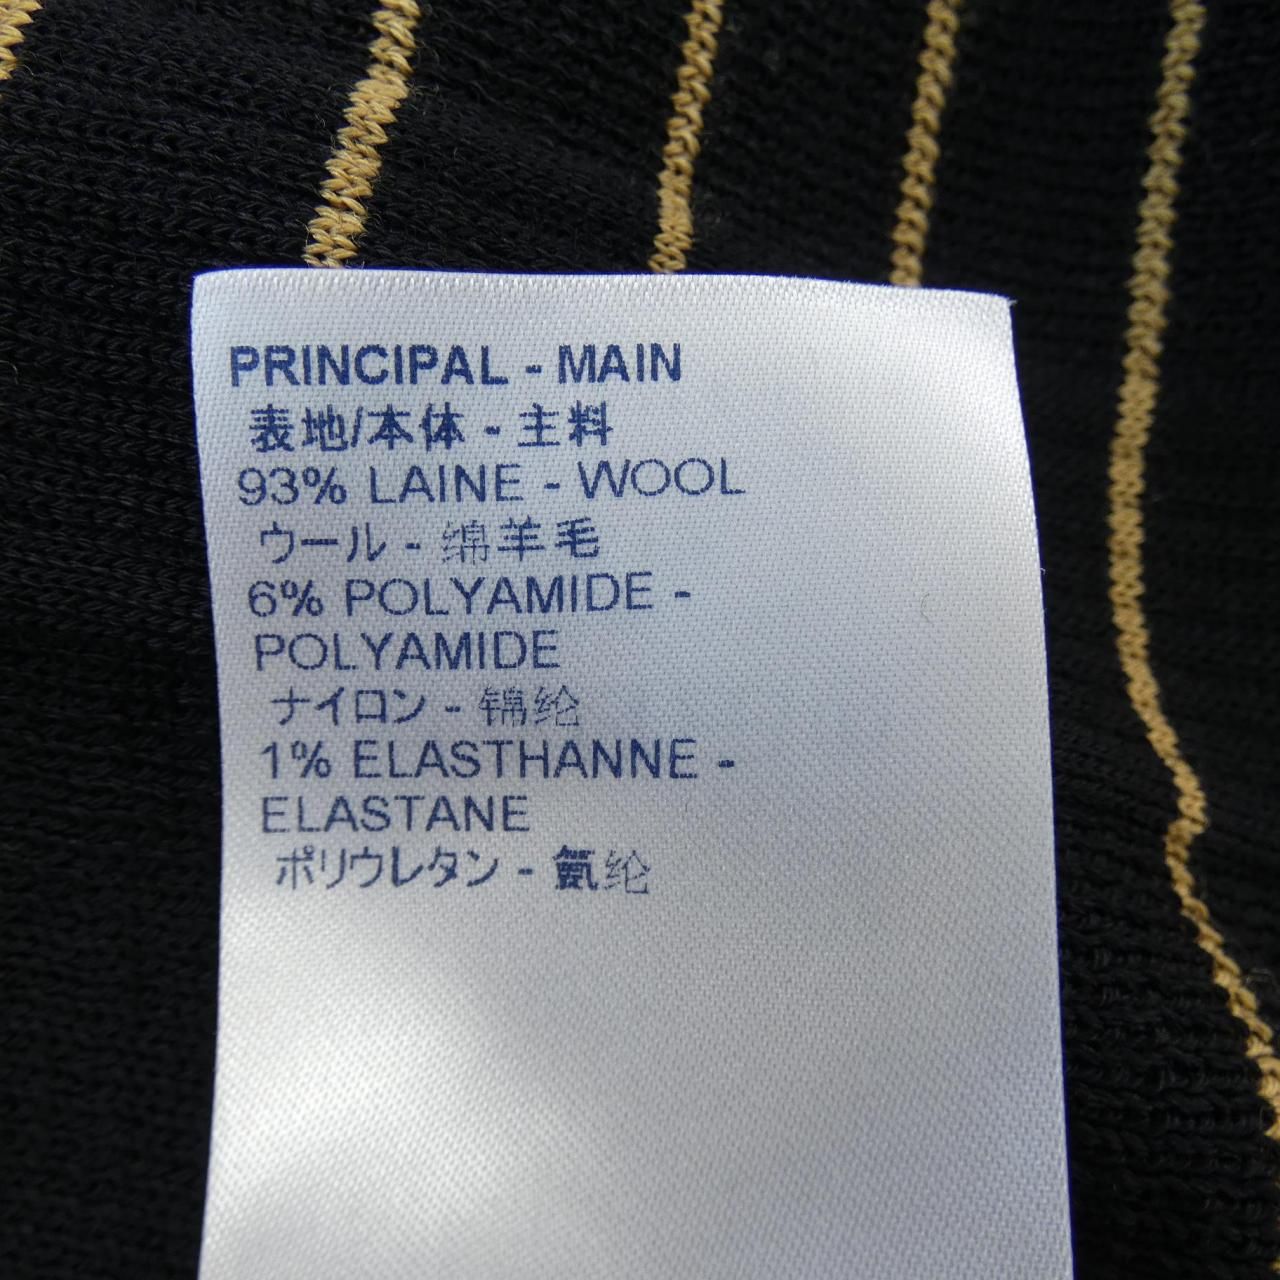 PRINCIPAL - MAIN
表地/本体 - 主料
93% LAINE - WOOL
ウール - 绵羊毛
6% POLYAMIDE -
POLYAMIDE
ナイロン - 锦纶
1% ELASTHANNE -
ELASTANE
ポリウレタン - 氨纶